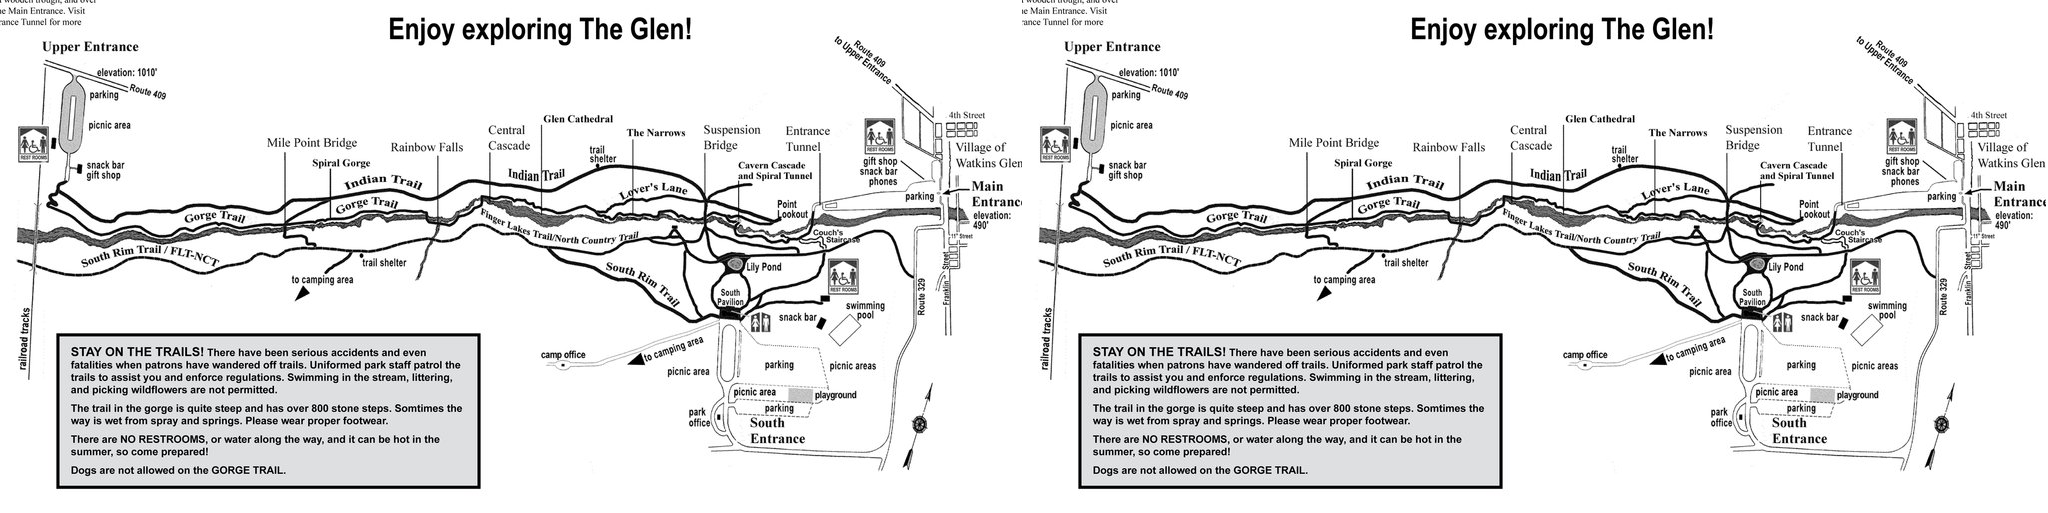 wooden trough, and over
ne Main Entrance. Visit
rance Tunnel for more
Enjoy exploring The Glen!
Upper Entrance
elevation: 1010'
Route 409
parking
picnic area
REST ROOMS
snack bar
gift shop
Route 409
to Upper Entrance
4th Street
Village of
Watkins Glen
REST ROOMS
gift shop
snack bar
phones
parking
Main
Entrance
elevation:
490'
11th Street
Franklin Street
Route 329
Mile Point Bridge
Spiral Gorge
Rainbow Falls
Central
Cascade
Glen Cathedral
The Narrows
trail
shelter
Suspension
Bridge
Entrance
Tunnel
Cavern Cascade
and Spiral Tunnel
Indian Trail
Indian Trail
Lover's Lane
Point
Lookout
Gorge Trail
Gorge Trail
Finger Lakes Trail/North Country Trail
Couch's
Staircase
South Rim Trail / FLT-NCT
trail shelter
to camping area
South Rim Trail
Lily Pond
South
Pavilion
REST ROOMS
swimming
pool
snack bar
railroad tracks
camp office
to camping area
picnic area
parking
picnic areas
picnic area
playground
parking
park
office
South
Entrance
STAY ON THE TRAILS! There have been serious accidents and even
fatalities when patrons have wandered off trails. Uniformed park staff patrol the
trails to assist you and enforce regulations. Swimming in the stream, littering,
and picking wildflowers are not permitted.
The trail in the gorge is quite steep and has over 800 stone steps. Somtimes the
way is wet from spray and springs. Please wear proper footwear.
There are NO RESTROOMS, or water along the way, and it can be hot in the
summer, so come prepared!
Dogs are not allowed on the GORGE TRAIL.
wooden trough, and over
ne Main Entrance. Visit
rance Tunnel for more
Enjoy exploring The Glen!
Upper Entrance
elevation: 1010'
Route 409
parking
picnic area
REST ROOMS
snack bar
gift shop
Route 409
to Upper Entrance
4th Street
Village of
Watkins Glen
REST ROOMS
gift shop
snack bar
phones
parking
Main
Entrance
elevation:
490'
11th Street
Franklin Street
Route 329
Mile Point Bridge
Spiral Gorge
Rainbow Falls
Central
Cascade
Glen Cathedral
The Narrows
trail
shelter
Suspension
Bridge
Entrance
Tunnel
Cavern Cascade
and Spiral Tunnel
Indian Trail
Indian Trail
Lover's Lane
Point
Lookout
Gorge Trail
Gorge Trail
Finger Lakes Trail/North Country Trail
Couch's
Staircase
South Rim Trail / FLT-NCT
trail shelter
to camping area
South Rim Trail
Lily Pond
South
Pavilion
REST ROOMS
swimming
pool
snack bar
railroad tracks
camp office
to camping area
picnic area
parking
picnic areas
picnic area
playground
parking
park
office
South
Entrance
STAY ON THE TRAILS! There have been serious accidents and even
fatalities when patrons have wandered off trails. Uniformed park staff patrol the
trails to assist you and enforce regulations. Swimming in the stream, littering,
and picking wildflowers are not permitted.
The trail in the gorge is quite steep and has over 800 stone steps. Somtimes the
way is wet from spray and springs. Please wear proper footwear.
There are NO RESTROOMS, or water along the way, and it can be hot in the
summer, so come prepared!
Dogs are not allowed on the GORGE TRAIL.